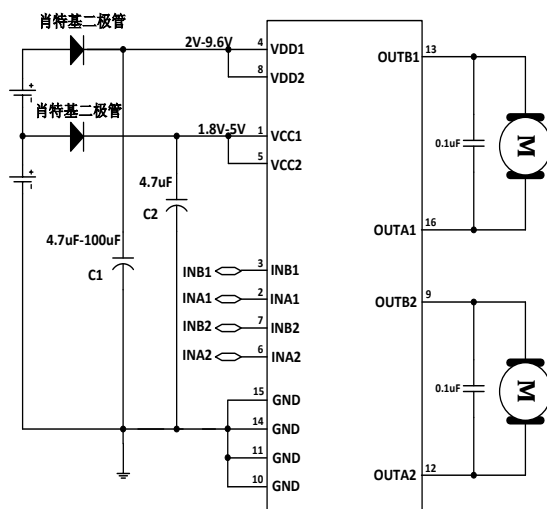 肖特基二极管
2V-9.6V
4
VDD1
8
VDD2
肖特基二极管
1.8V-5V
1
VCC1
5
VCC2
4.7uF
C2
4.7uF-100uF
C1
INB1
3
INB1
INA1
2
INA1
INB2
7
INB2
INA2
6
INA2
15
GND
14
GND
11
GND
10
GND
OUTB1
13
0.1uF
M
OUTA1
16
OUTB2
9
0.1uF
M
OUTA2
12